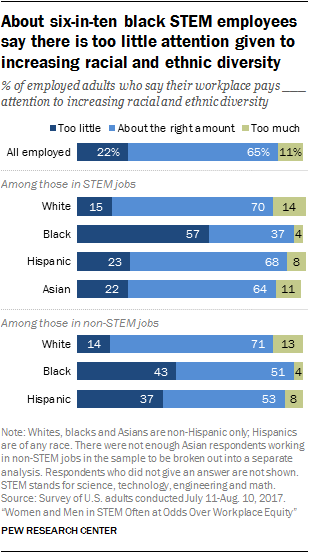 About six-in-ten black STEM employees
say there is too little attention given to
increasing racial and ethnic diversity
% of employed adults who say their workplace pays ___
attention to increasing racial and ethnic diversity
Too little About the right amount Too much
All employed 22% 65% 11%
Among those in STEM jobs
White 15 70 14
Black 57 37 4
Hispanic 23 68 8
Asian 22 64 11
Among those in non-STEM jobs
White 14 71 13
Black 43 51 4
Hispanic 37 53 8
Note: Whites, blacks and Asians are non-Hispanic only; Hispanics
are of any race. There were not enough Asian respondents working
in non-STEM jobs in the sample to be broken out into a separate
analysis. Respondents who did not give an answer are not shown.
STEM stands for science, technology, engineering and math.
Source: Survey of U.S. adults conducted July 11-Aug. 10, 2017.
“Women and Men in STEM Often at Odds Over Workplace Equity”
PEW RESEARCH CENTER